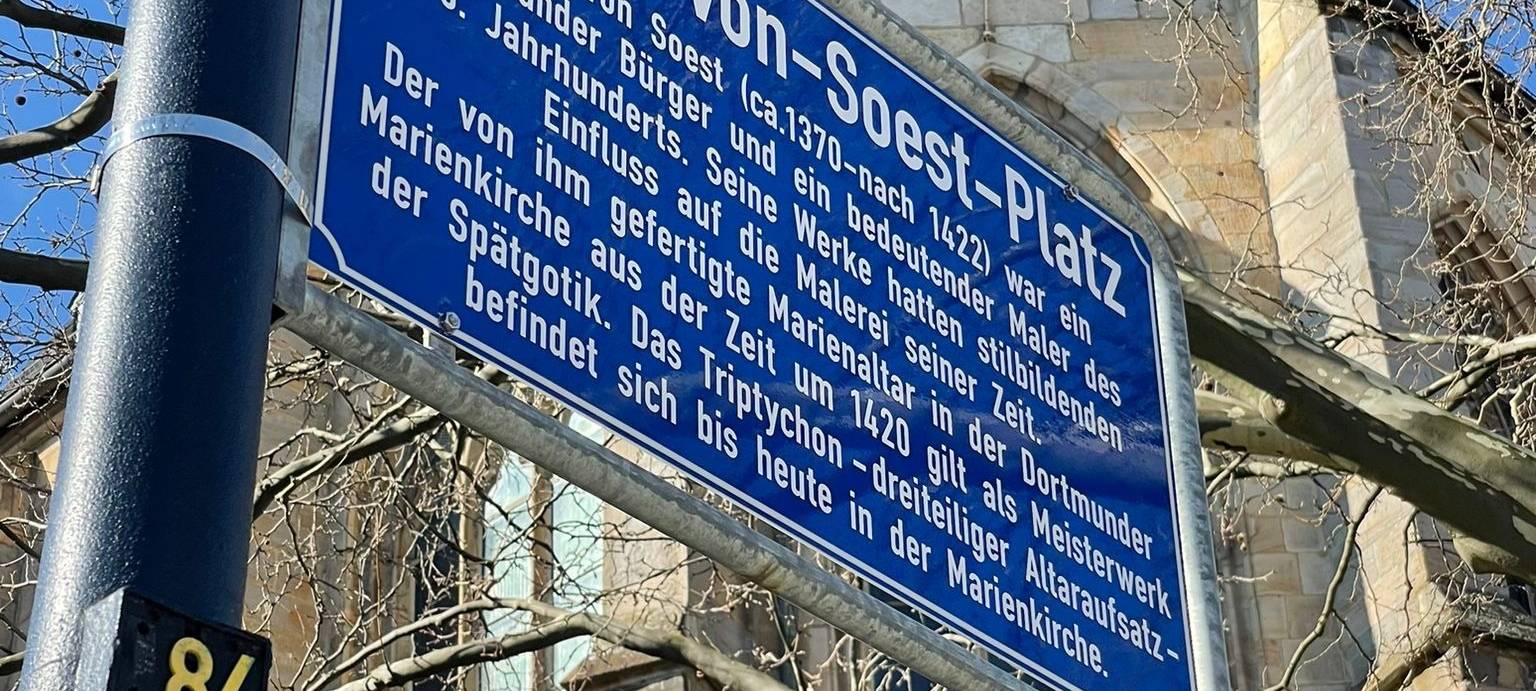 von-Soest-Platz
von Soest (ca.1370-nach 1422) war ein
Bürger und ein bedeutender Maler des
Jahrhunderts. Seine Werke hatten stilbildenden
Einfluss auf die Malerei seiner Zeit.
Der von ihm gefertigte Marienaltar in der Dortmunder
Marienkirche aus der Zeit um 1420 gilt als Meisterwerk
der Spätgotik. Das Triptychon -dreiteiliger Altaraufsatz-
befindet sich bis heute in der Marienkirche.